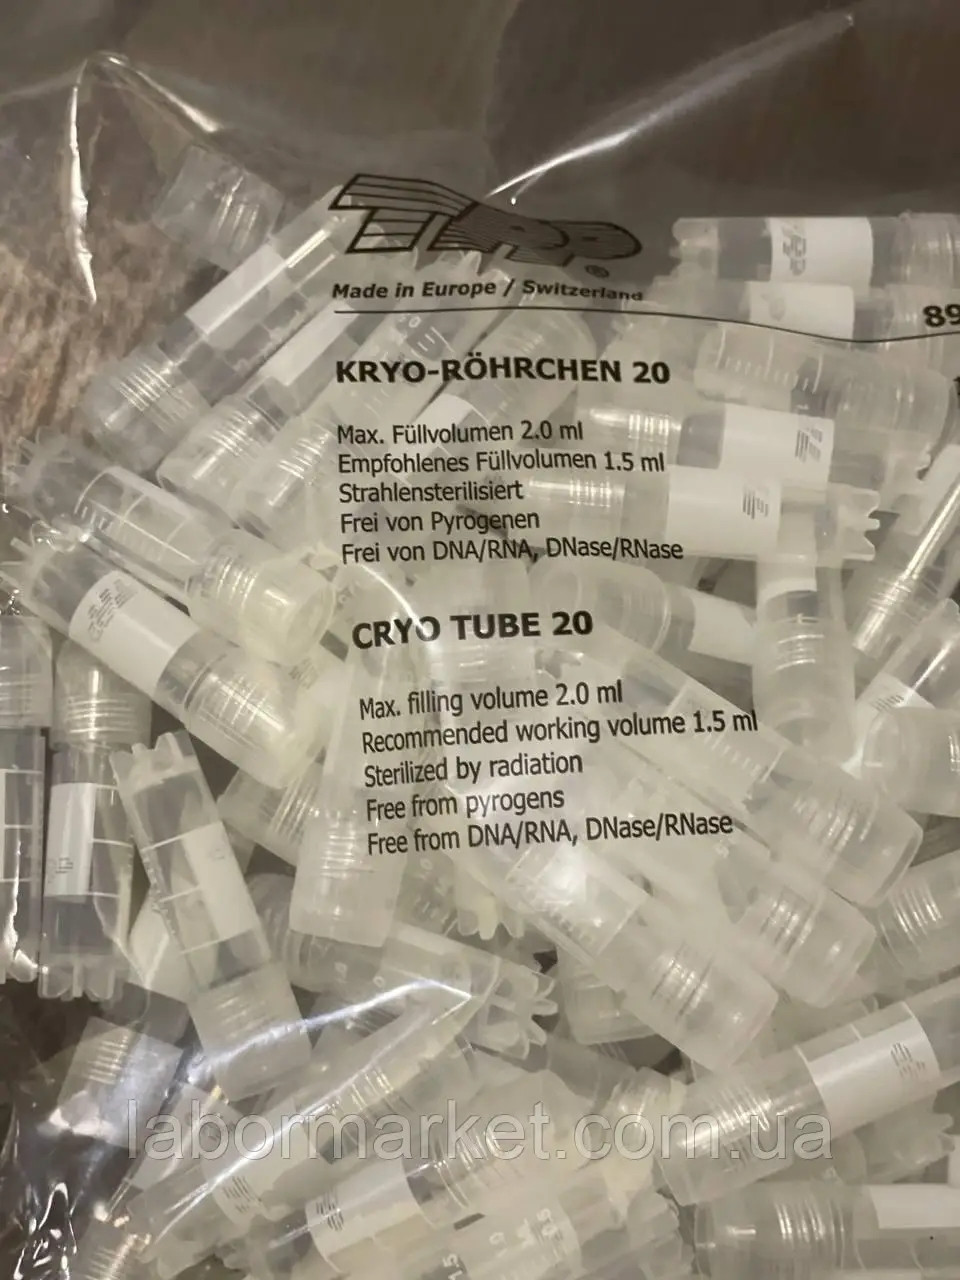 TPP®
Made in Europe / Switzerland
89
KRYO-RÖHRCHEN 20
Max. Füllvolumen 2.0 ml
Empfohlenes Füllvolumen 1.5 ml
Strahlensterilisiert
Frei von Pyrogenen
Frei von DNA/RNA, DNase/RNase
CRYO TUBE 20
Max. filling volume 2.0 ml
Recommended working volume 1.5 ml
Sterilized by radiation
Free from pyrogens
Free from DNA/RNA, DNase/RNase
labormarket.com.ua